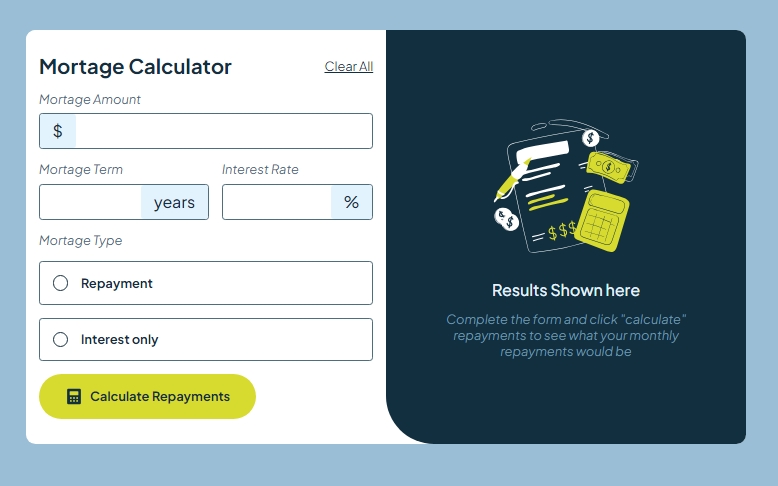 Mortage Calculator
Clear All
Mortage Amount
$
Mortage Term
Interest Rate
years
%
Mortage Type
Repayment
Interest only
Calculate Repayments
$
$
$
$
$$$
Results Shown here
Complete the form and click "calculate"
repayments to see what your monthly
repayments would be